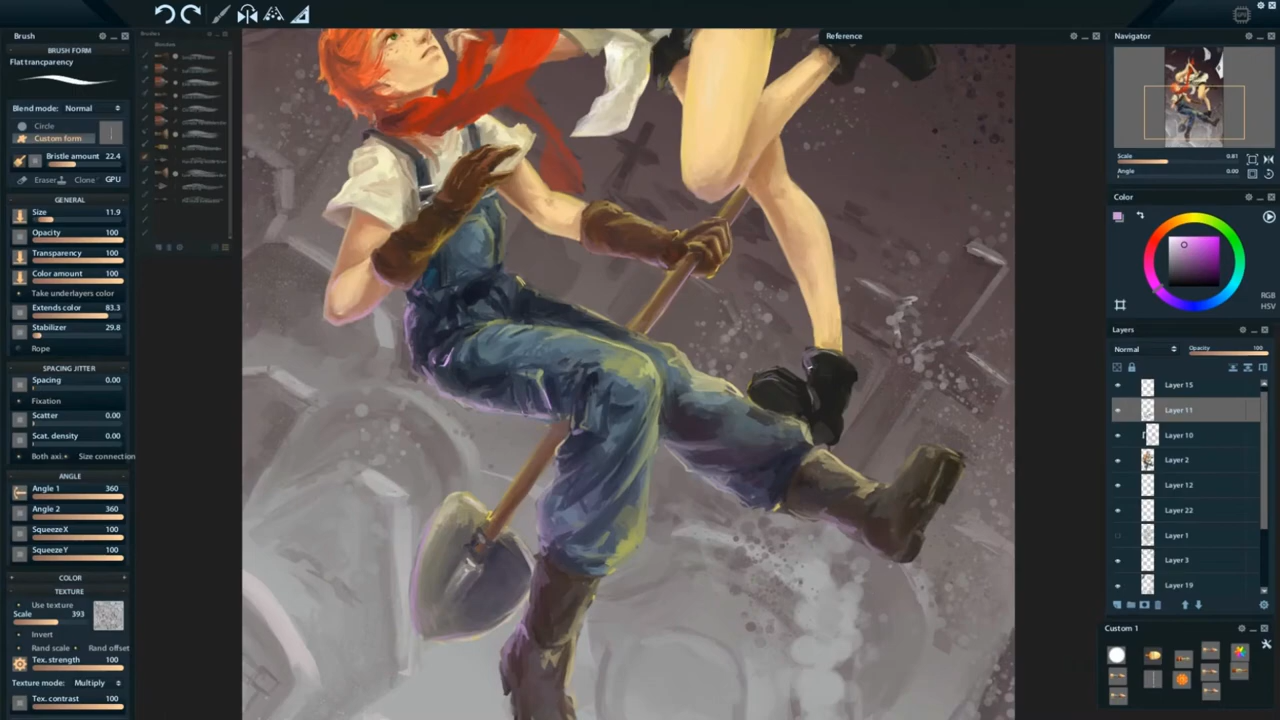 Brush
BRUSH FORM
Flat trancparency
Blend mode: Normal
Circle
Custom form
Bristle amount 22.4
Eraser Clone GPU
GENERAL
Size 11.9
Opacity 100
Transparency 100
Color amount 100
Take underlayers color
Extends color 83.3
Stabilizer 29.8
Rope
SPACING JITTER
Spacing 0.00
Fixation
Scatter 0.00
Scat. density 0.00
Both axi. Size connection
ANGLE
Angle 1 360
Angle 2 360
SqueezeX 100
SqueezeY 100
COLOR
TEXTURE
Use texture
Scale 393
Invert
Rand scale Rand offset
Tex. strength 100
Texture mode: Multiply
Tex. contrast 100
Brushes
Reference
Navigator
Scale 0.81
Angle 0.00
Color
RGB
HSV
Layers
Normal Opacity 100
Layer 15
Layer 11
Layer 10
Layer 2
Layer 12
Layer 22
Layer 1
Layer 3
Layer 19
Custom 1